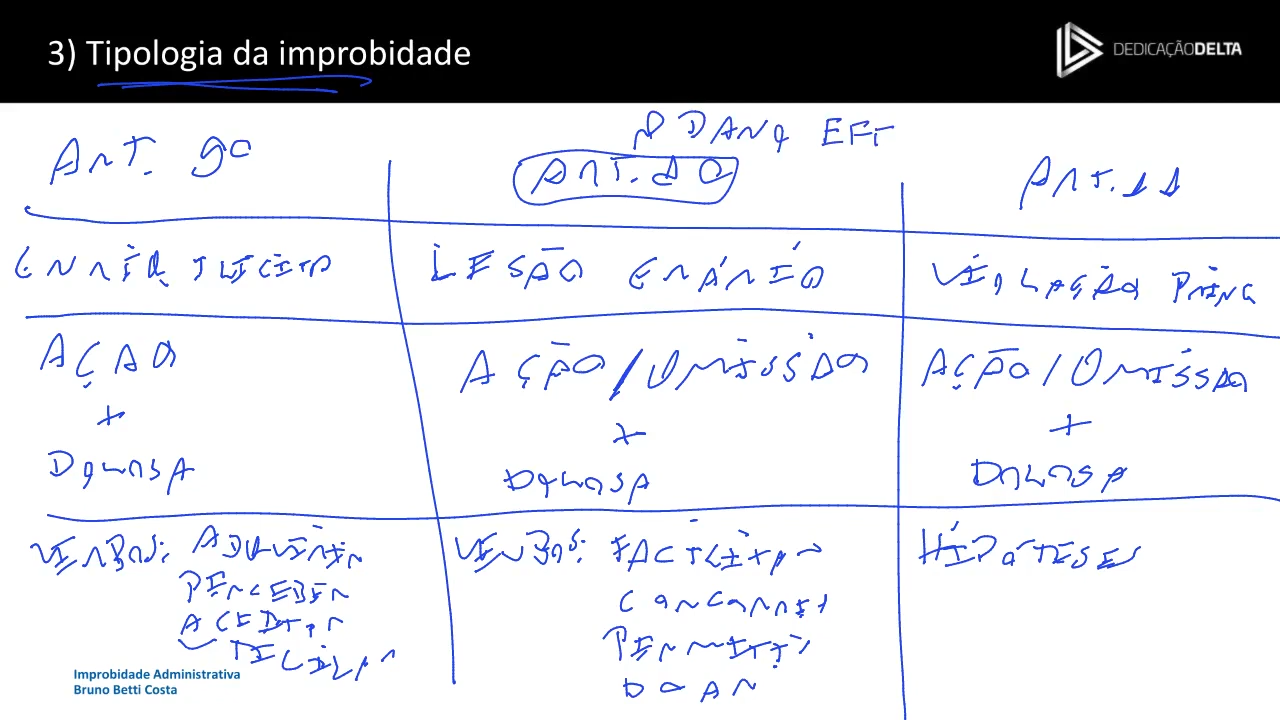 3) Tipologia da improbidade
DEDICAÇÃODELTA
DANO EFE
ART. 9º
ART. 10
ART. 11
ENRIQ ILICITO
LESÃO ERÁRIO
VIOLAÇÃO PRINC
AÇÃO
AÇÃO/OMISSÃO
AÇÃO/OMISSÃO
+
+
+
DOLOSA
DOLOSA
DOLOSA
VERBOS: ADQUIRIR
PERCEBER
ACEITAR
UTILIZAR
VERBOS: FACILITAR
CONCORRER
PERMITIR
DOAR
HIPÓTESES
Improbidade Administrativa
Bruno Betti Costa